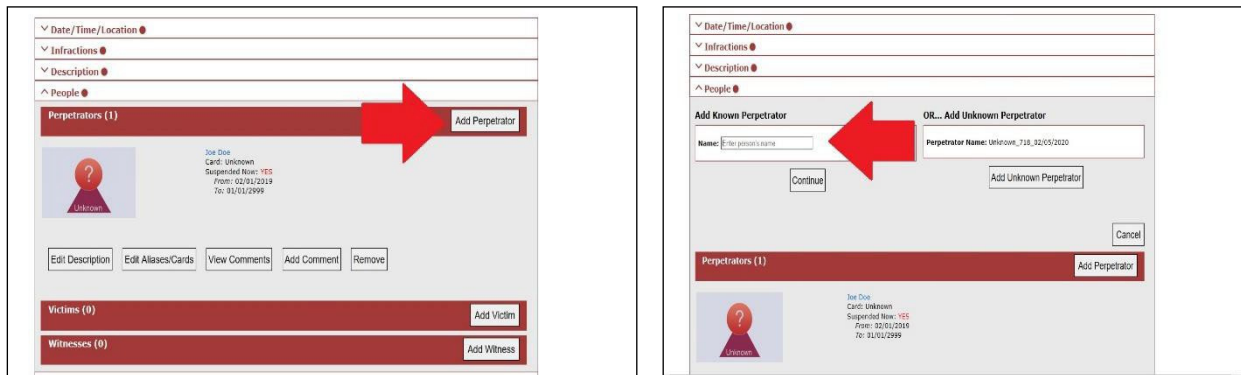 Date/Time/Location
Infractions
Description
People
Perpetrators (1)
Add Perpetrator
?
Unknown
Joe Doe
Card: Unknown
Suspended Now: YES
From: 02/01/2019
To: 01/01/2999
Edit Description
Edit Aliases/Cards
View Comments
Add Comment
Remove
Victims (0)
Add Victim
Witnesses (0)
Add Witness
Date/Time/Location
Infractions
Description
People
Add Known Perpetrator
Name: Enter person's name
Continue
OR... Add Unknown Perpetrator
Perpetrator Name: Unknown_718_02/05/2020
Add Unknown Perpetrator
Cancel
Perpetrators (1)
Add Perpetrator
?
Unknown
Joe Doe
Card: Unknown
Suspended Now: YES
From: 02/01/2019
To: 01/01/2999